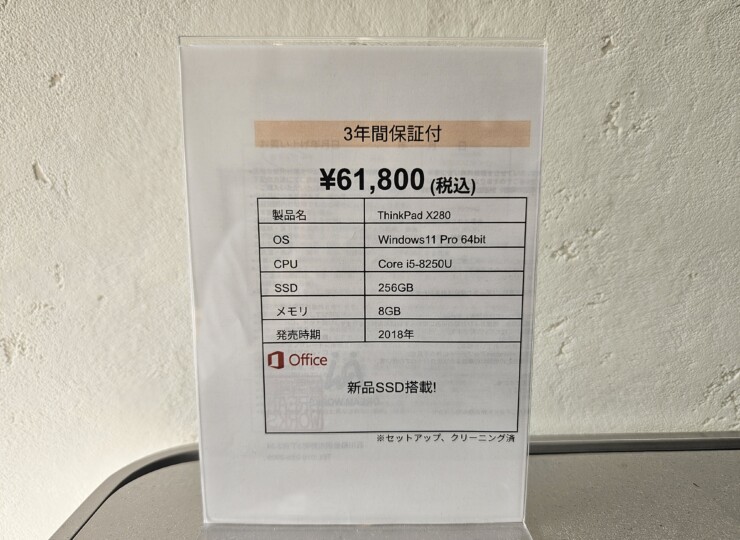 3年間保証付
¥61,800 (税込)
製品名 ThinkPad X280
OS Windows11 Pro 64bit
CPU Core i5-8250U
SSD 256GB
メモリ 8GB
発売時期 2018年
Office
新品SSD搭載!
※セットアップ、クリーニング済